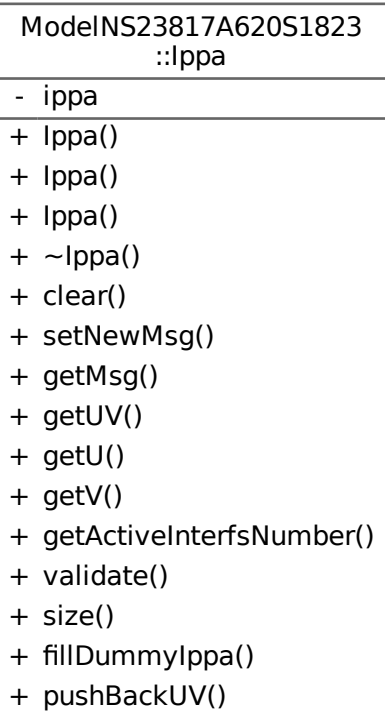 ModelNS23817A620S1823
::Ippa
- ippa
+ Ippa()
+ Ippa()
+ Ippa()
+ ~Ippa()
+ clear()
+ setNewMsg()
+ getMsg()
+ getUV()
+ getU()
+ getV()
+ getActiveInterfsNumber()
+ validate()
+ size()
+ fillDummyIppa()
+ pushBackUV()